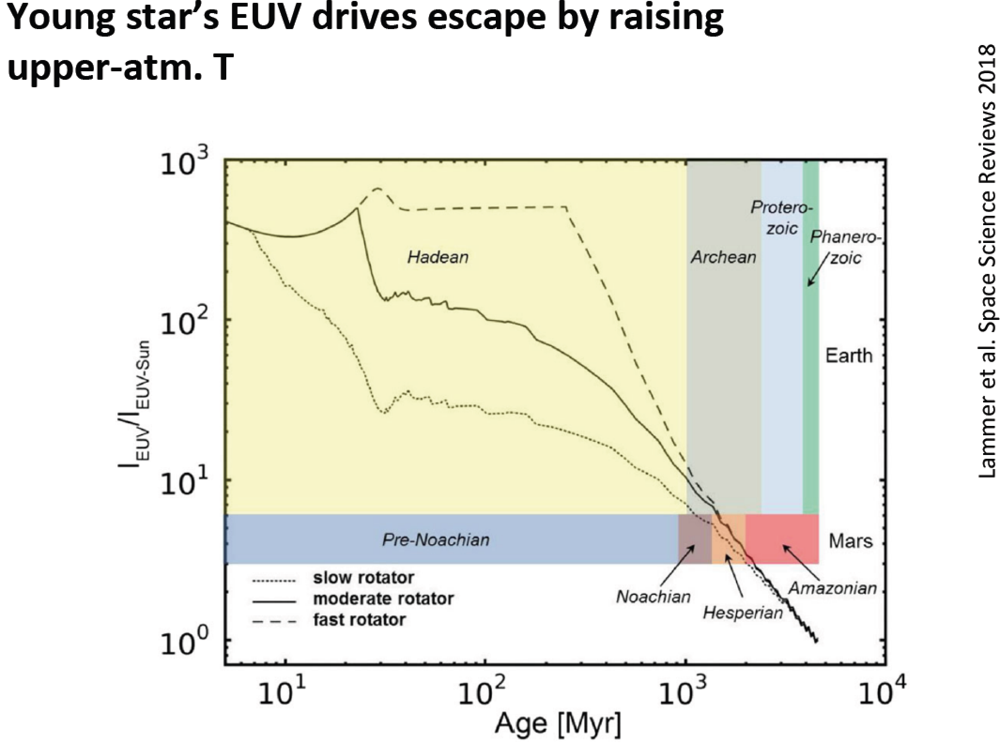 Young star’s EUV drives escape by raising
upper-atm. T
Lammer et al. Space Science Reviews 2018
10³
10²
10¹
10⁰
I_EUV/I_EUV-Sun
Hadean
Archean
Protero-
zoic
Phanero-
zoic
Earth
Pre-Noachian
Mars
slow rotator
moderate rotator
fast rotator
Noachian
Hesperian
Amazonian
10¹
10²
10³
10⁴
Age [Myr]